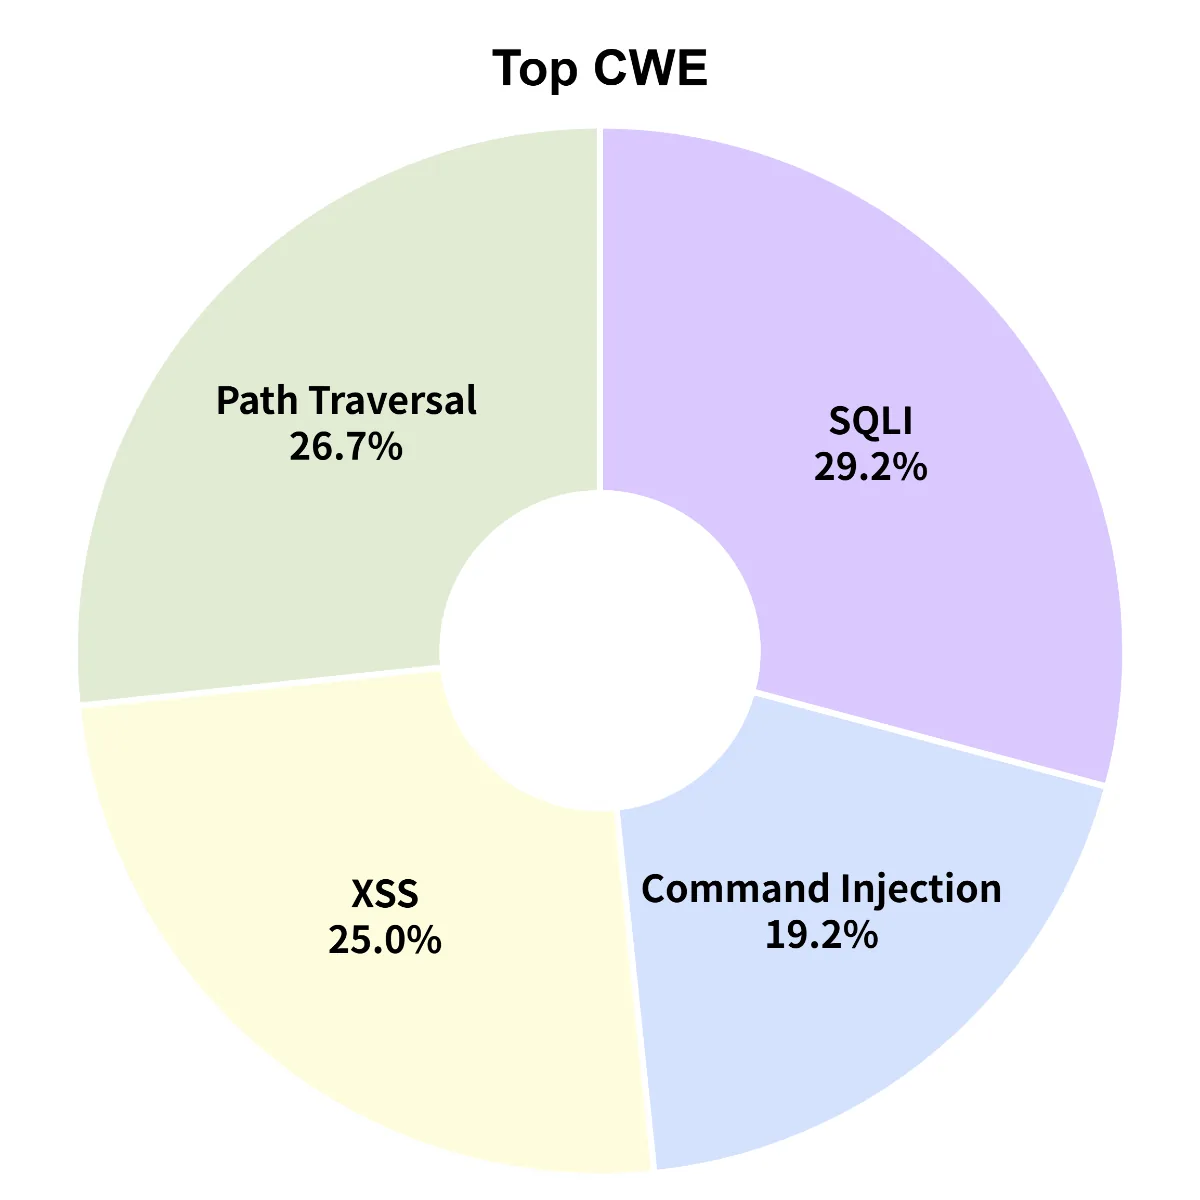 Top CWE
Path Traversal
26.7%
SQLI
29.2%
XSS
25.0%
Command Injection
19.2%